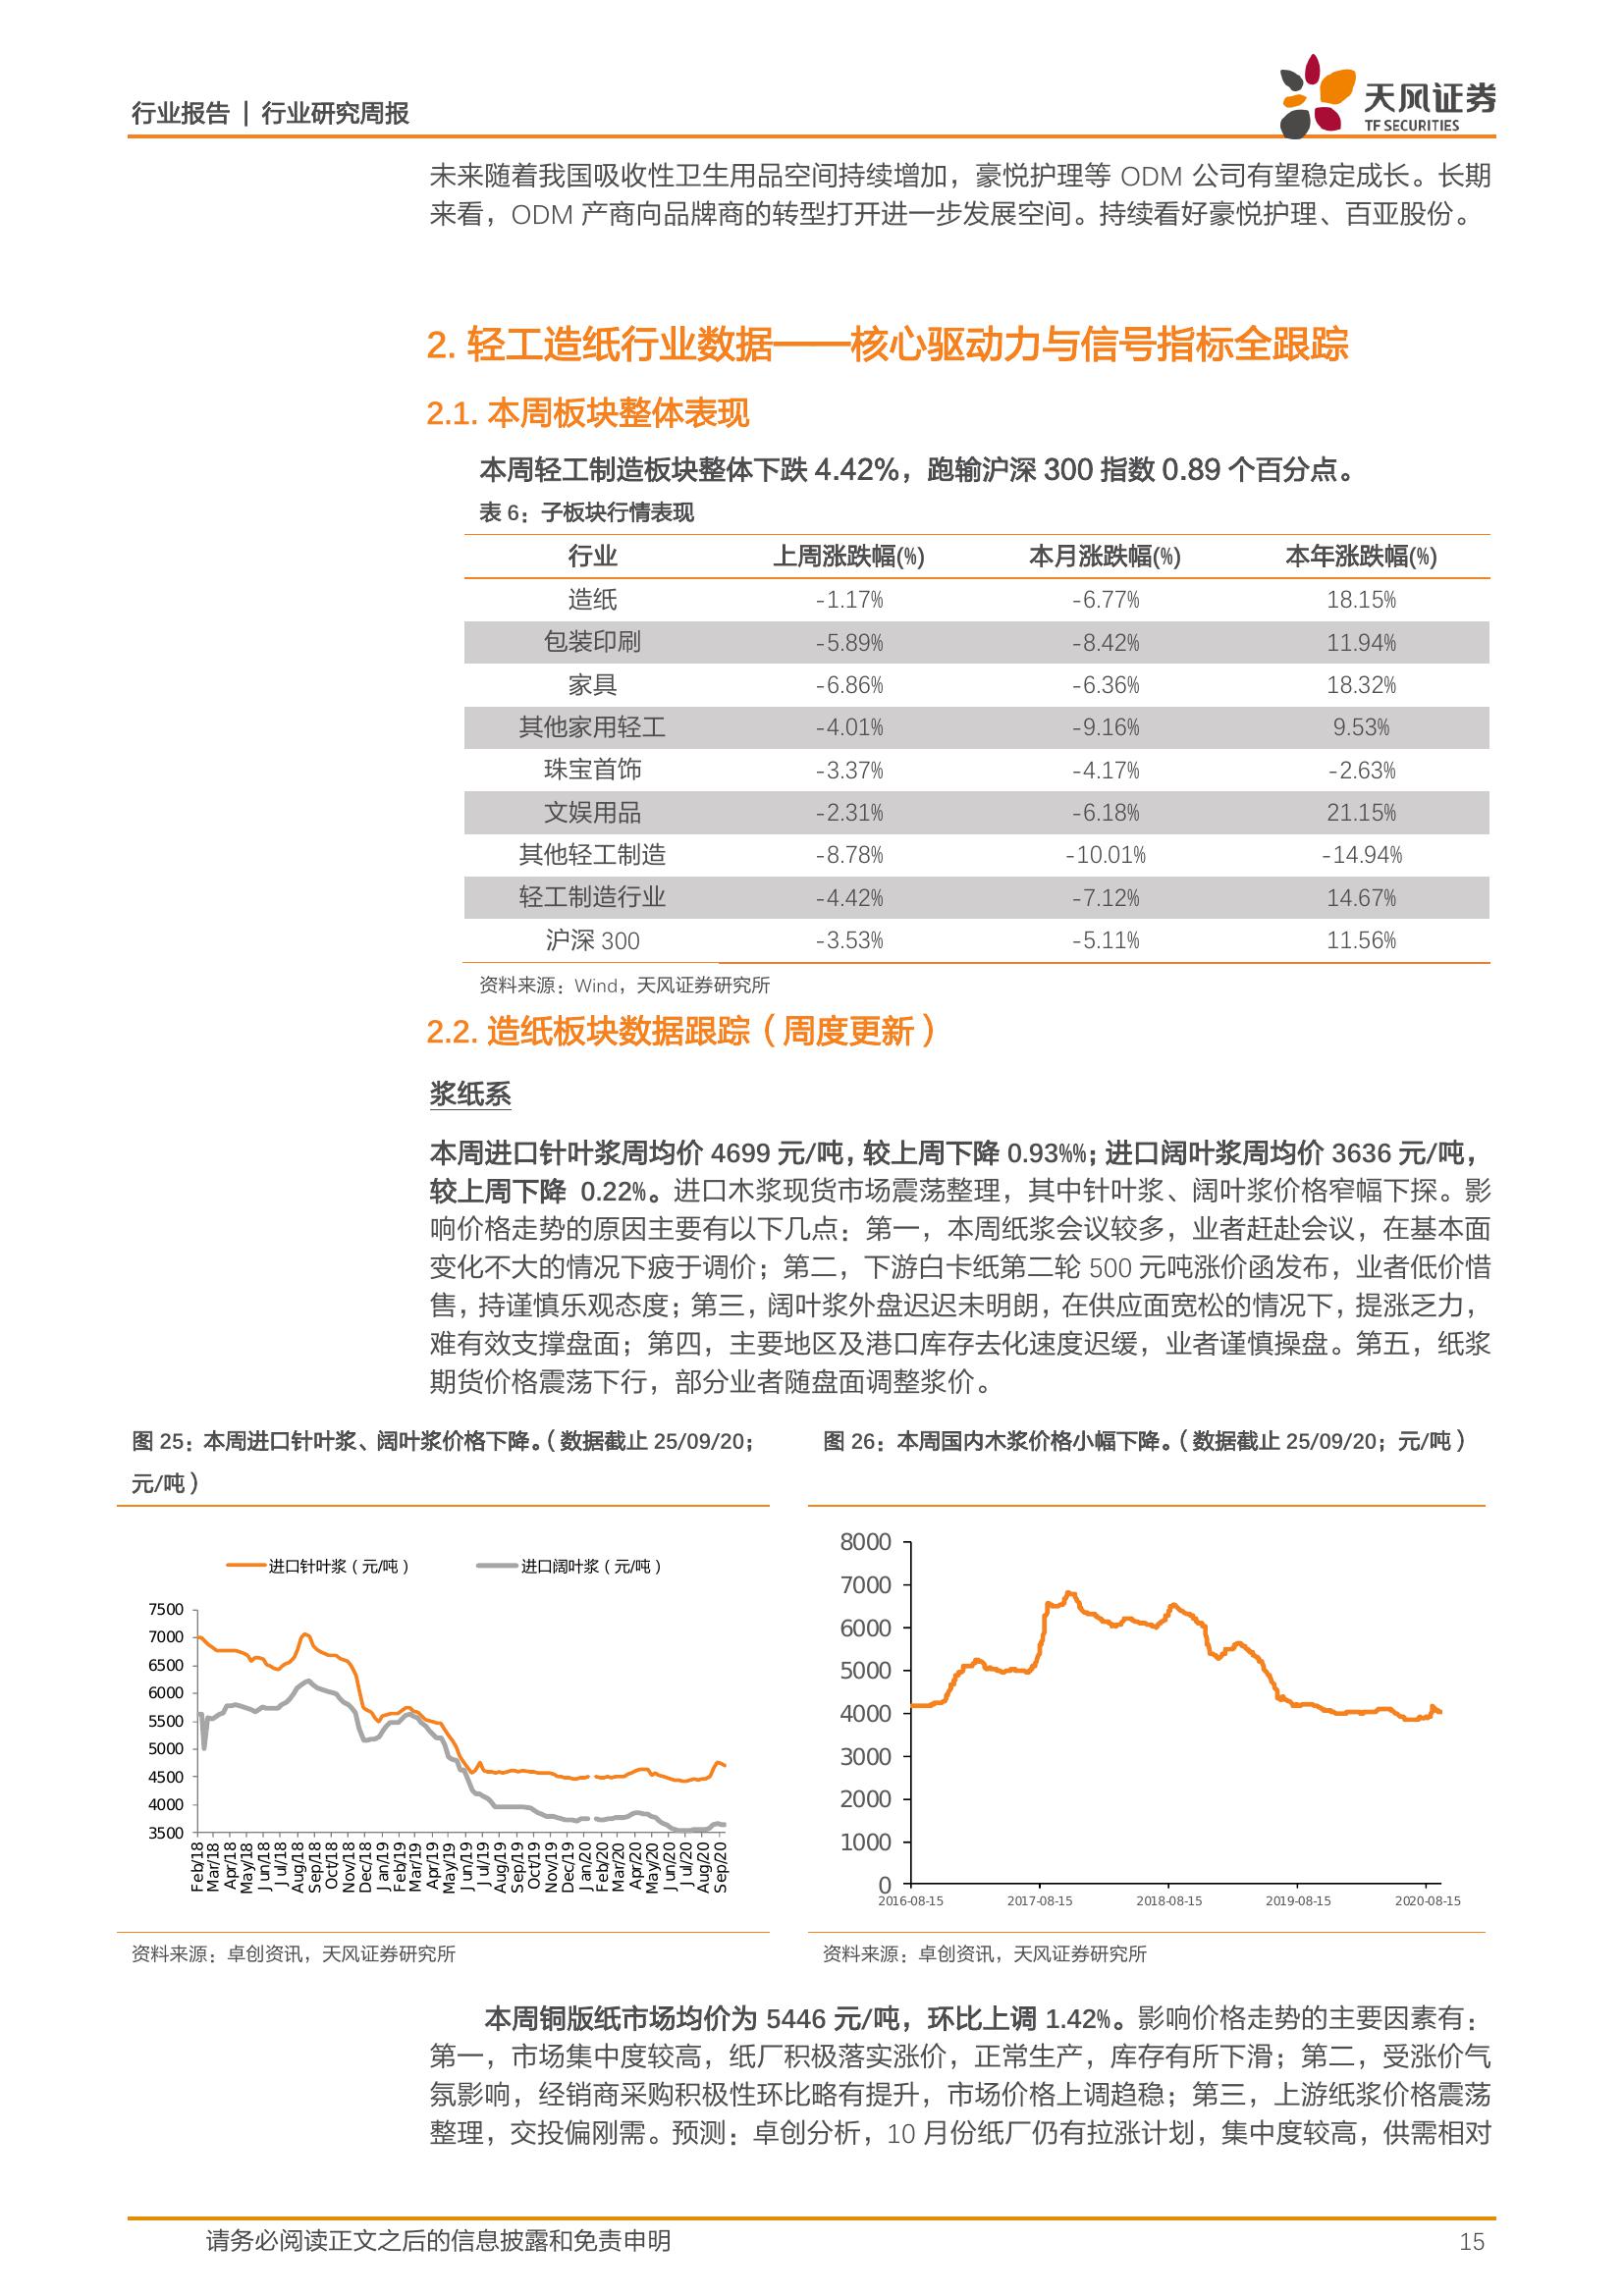 行业报告 | 行业研究周报
天风证券
TF SECURITIES
未来随着我国吸收性卫生用品空间持续增加，豪悦护理等 ODM 公司有望稳定成长。长期
来看，ODM 产商向品牌商的转型打开进一步发展空间。持续看好豪悦护理、百亚股份。
2. 轻工造纸行业数据——核心驱动力与信号指标全跟踪
2.1. 本周板块整体表现
本周轻工制造板块整体下跌 4.42%，跑输沪深 300 指数 0.89 个百分点。
表 6：子板块行情表现
行业 上周涨跌幅(%) 本月涨跌幅(%) 本年涨跌幅(%)
造纸 -1.17% -6.77% 18.15%
包装印刷 -5.89% -8.42% 11.94%
家具 -6.86% -6.36% 18.32%
其他家用轻工 -4.01% -9.16% 9.53%
珠宝首饰 -3.37% -4.17% -2.63%
文娱用品 -2.31% -6.18% 21.15%
其他轻工制造 -8.78% -10.01% -14.94%
轻工制造行业 -4.42% -7.12% 14.67%
沪深 300 -3.53% -5.11% 11.56%
资料来源：Wind，天风证券研究所
2.2. 造纸板块数据跟踪（周度更新）
浆纸系
本周进口针叶浆周均价 4699 元/吨，较上周下降 0.93%%；进口阔叶浆周均价 3636 元/吨，
较上周下降 0.22%。进口木浆现货市场震荡整理，其中针叶浆、阔叶浆价格窄幅下探。影
响价格走势的原因主要有以下几点：第一，本周纸浆会议较多，业者赶赴会议，在基本面
变化不大的情况下疲于调价；第二，下游白卡纸第二轮 500 元吨涨价函发布，业者低价惜
售，持谨慎乐观态度；第三，阔叶浆外盘迟迟未明朗，在供应面宽松的情况下，提涨乏力，
难有效支撑盘面；第四，主要地区及港口库存去化速度迟缓，业者谨慎操盘。第五，纸浆
期货价格震荡下行，部分业者随盘面调整浆价。
图 25：本周进口针叶浆、阔叶浆价格下降。（数据截止 25/09/20；
元/吨）
进口针叶浆（元/吨） 进口阔叶浆（元/吨）
7500
7000
6500
6000
5500
5000
4500
4000
3500
Feb/18 Mar/18 Apr/18 May/18 Jun/18 Jul/18 Aug/18 Sep/18 Oct/18 Nov/18 Dec/18 Jan/19 Feb/19 Mar/19 Apr/19 May/19 Jun/19 Jul/19 Aug/19 Sep/19 Oct/19 Nov/19 Dec/19 Jan/20 Feb/20 Mar/20 Apr/20 May/20 Jun/20 Jul/20 Aug/20 Sep/20
资料来源：卓创资讯，天风证券研究所
图 26：本周国内木浆价格小幅下降。（数据截止 25/09/20；元/吨）
8000
7000
6000
5000
4000
3000
2000
1000
0
2016-08-15 2017-08-15 2018-08-15 2019-08-15 2020-08-15
资料来源：卓创资讯，天风证券研究所
本周铜版纸市场均价为 5446 元/吨，环比上调 1.42%。影响价格走势的主要因素有：
第一，市场集中度较高，纸厂积极落实涨价，正常生产，库存有所下滑；第二，受涨价气
氛影响，经销商采购积极性环比略有提升，市场价格上调趋稳；第三，上游纸浆价格震荡
整理，交投偏刚需。预测：卓创分析，10 月份纸厂仍有拉涨计划，集中度较高，供需相对
请务必阅读正文之后的信息披露和免责申明
15